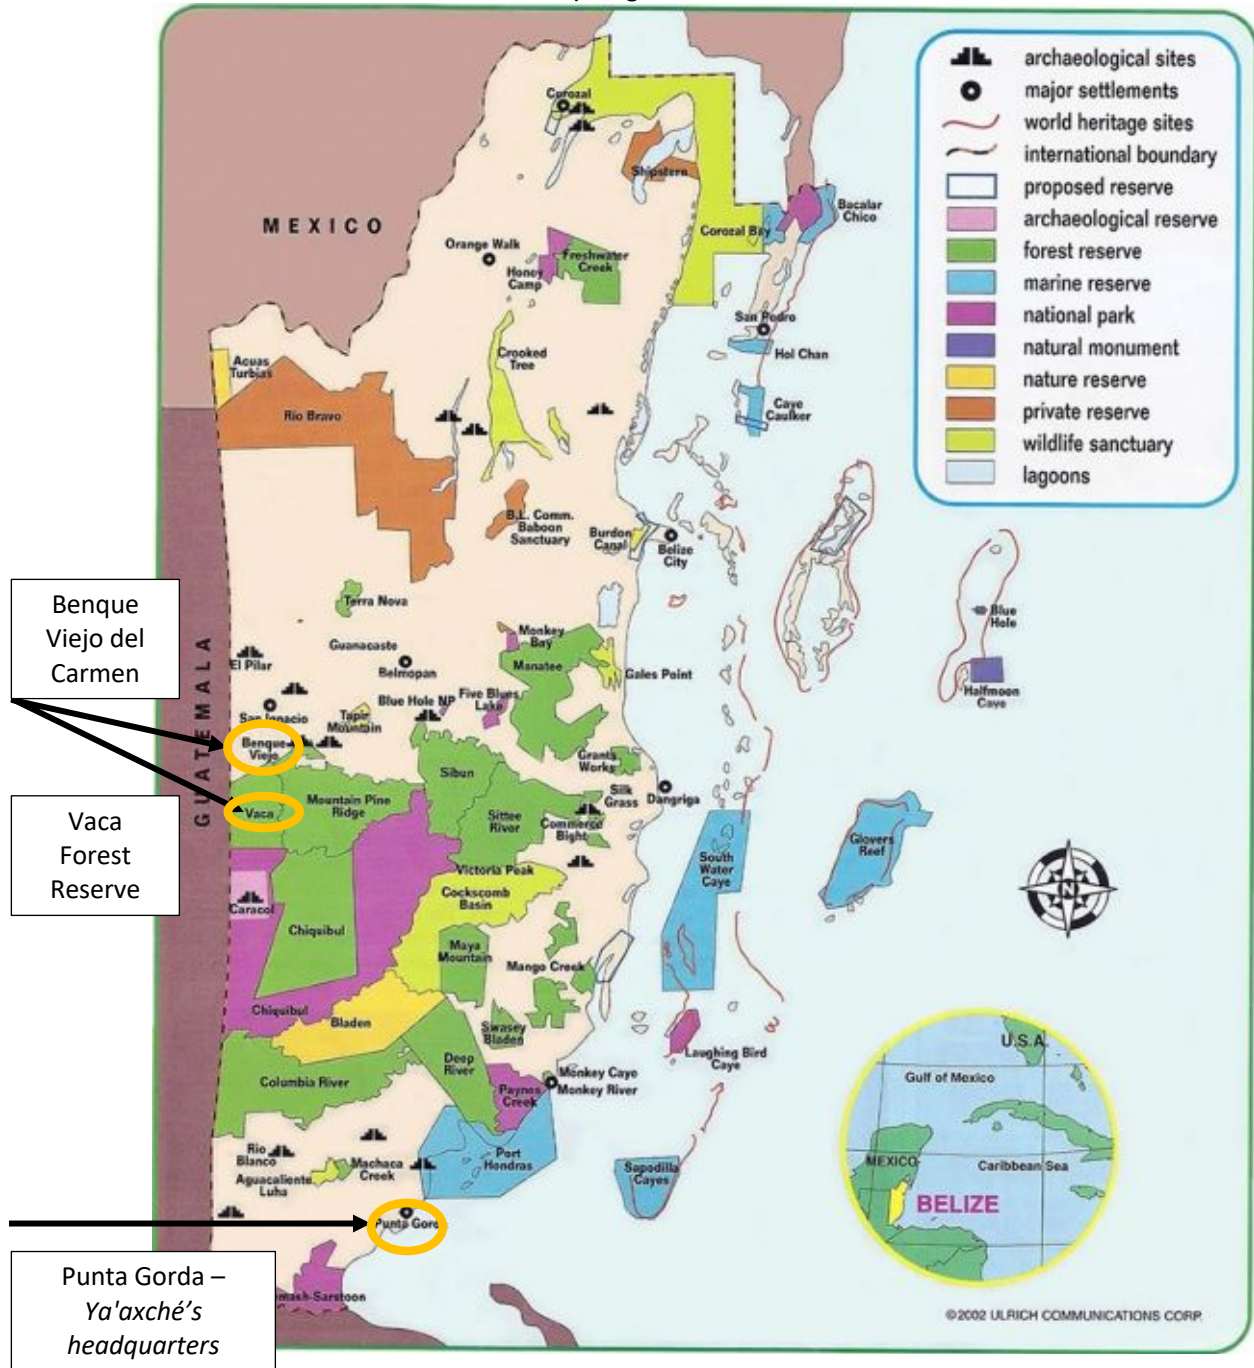 archaeological sites
major settlements
world heritage sites
international boundary
proposed reserve
archaeological reserve
forest reserve
marine reserve
national park
natural monument
nature reserve
private reserve
wildlife sanctuary
lagoons
MEXICO
Corozal
Shipstern
Bacalar
Chico
Corozal Bay
Orange Walk
Honey
Camp
Freshwater
Creek
San Pedro
Hol Chan
Crooked
Tree
Caye
Caulker
Acuas
Turbias
Rio Bravo
B.L. Comm.
Baboon
Sanctuary
Burdon
Canal
Belize
City
Blue
Hole
Halfmoon
Caye
Terra Nova
Guanacaste
Belmopan
Monkey
Bay
Manatee
Gales Point
El Pilar
GUATEMALA
San Ignacio
Tapir
Mountain
Blue Hole NP
Five Blues
Lake
Benque
Viejo
Grants
Works
Sibun
Silk
Grass
Dangriga
Vaca
Mountain Pine
Ridge
Sittee
River
Commerce
Bight
Glovers
Reef
South
Water
Caye
Victoria Peak
Cockscomb
Basin
Caracol
Chiquibul
Maya
Mountain
Mango Creek
N
Chiquibul
Bladen
Swasey
Bladen
Deep
River
Laughing Bird
Caye
Columbia River
Monkey Caye
Monkey River
Paynes
Creek
Port
Hondras
Sapodilla
Cayes
Rio
Blanco
Machaca
Creek
Aguacaliente
Luha
Punta Gord
mash-Sarstoon
U.S.A.
Gulf of Mexico
MEXICO
Caribbean Sea
BELIZE
©2002 ULRICH COMMUNICATIONS CORP.
Benque
Viejo del
Carmen
Vaca
Forest
Reserve
Punta Gorda –
Ya'axché's
headquarters